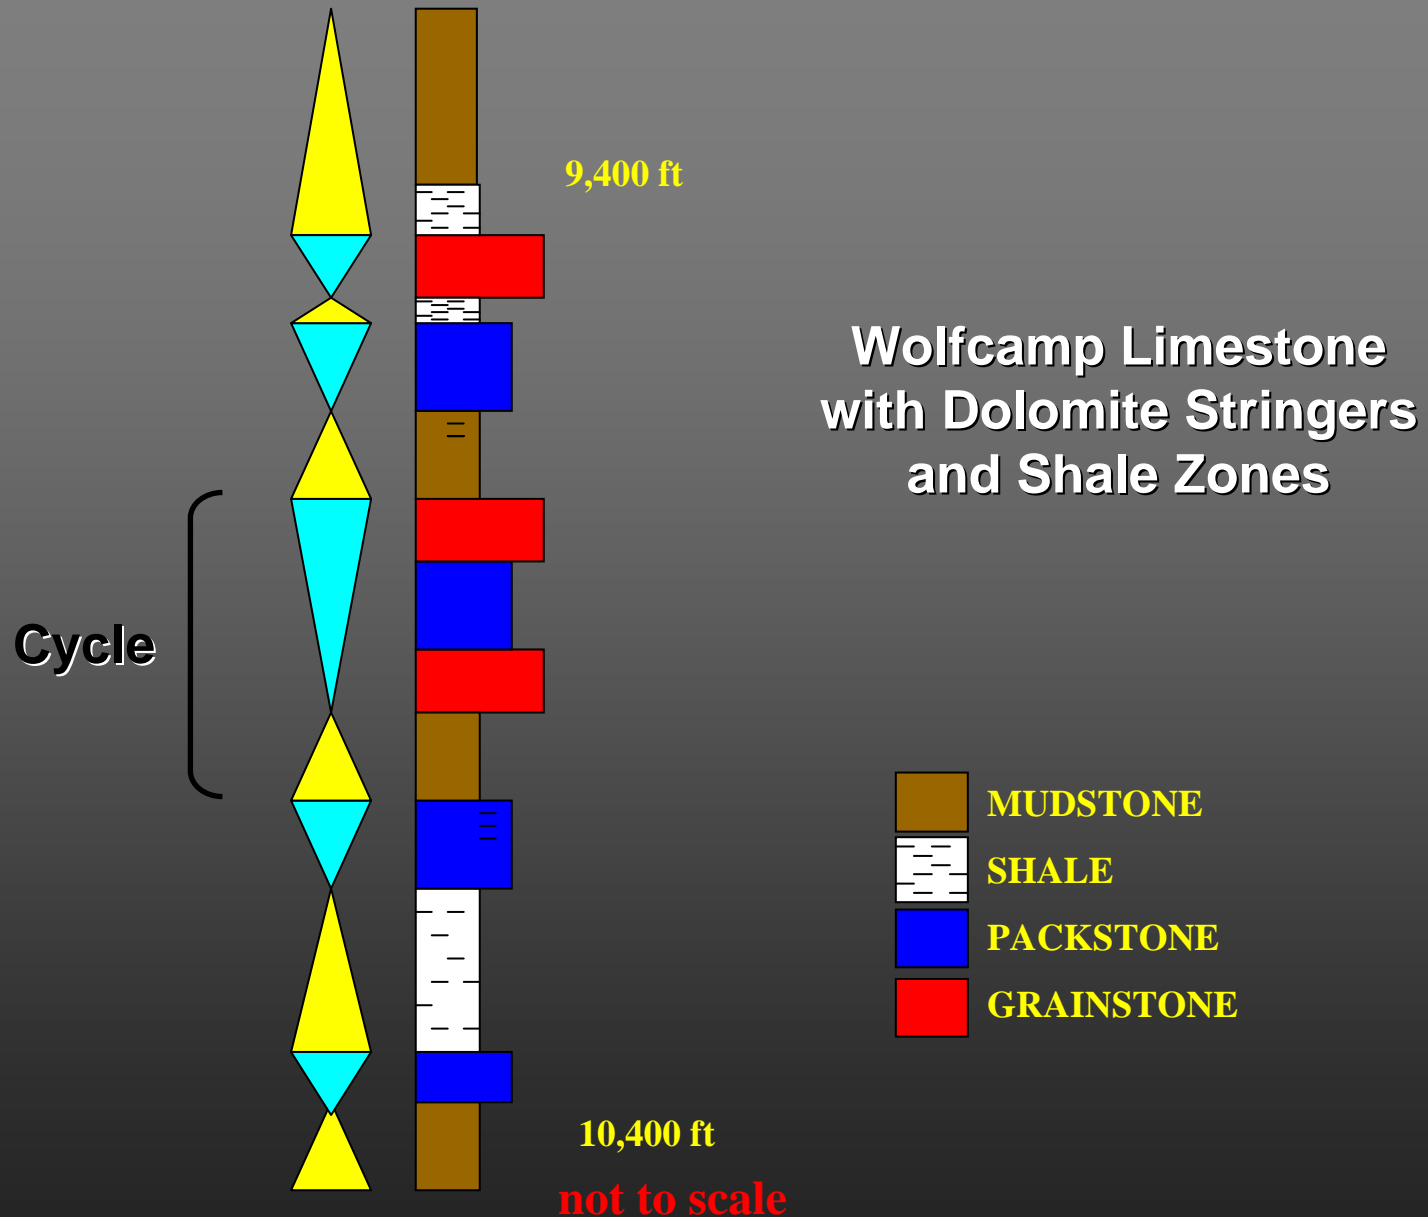 9,400 ft
Wolfcamp Limestone
with Dolomite Stringers
and Shale Zones
Cycle
MUDSTONE
SHALE
PACKSTONE
GRAINSTONE
10,400 ft
not to scale